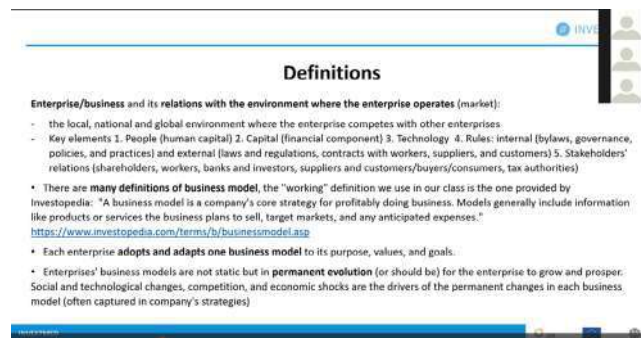 INVE
Definitions
Enterprise/business and its relations with the environment where the enterprise operates (market):
- the local, national and global environment where the enterprise competes with other enterprises
- Key elements 1. People (human capital) 2. Capital (financial component) 3. Technology 4. Rules: internal (bylaws, governance,
policies, and practices) and external (laws and regulations, contracts with workers, suppliers, and customers) 5. Stakeholders'
relations (shareholders, workers, banks and investors, suppliers and customers/buyers/consumers, tax authorities)
• There are many definitions of business model, the "working" definition we use in our class is the one provided by
Investopedia: "A business model is a company's core strategy for profitably doing business. Models generally include information
like products or services the business plans to sell, target markets, and any anticipated expenses."
https://www.investopedia.com/terms/b/businessmodel.asp
• Each enterprise adopts and adapts one business model to its purpose, values, and goals.
• Enterprises' business models are not static but in permanent evolution (or should be) for the enterprise to grow and prosper.
Social and technological changes, competition, and economic shocks are the drivers of the permanent changes in each business
model (often captured in company's strategies)
INVESTMED